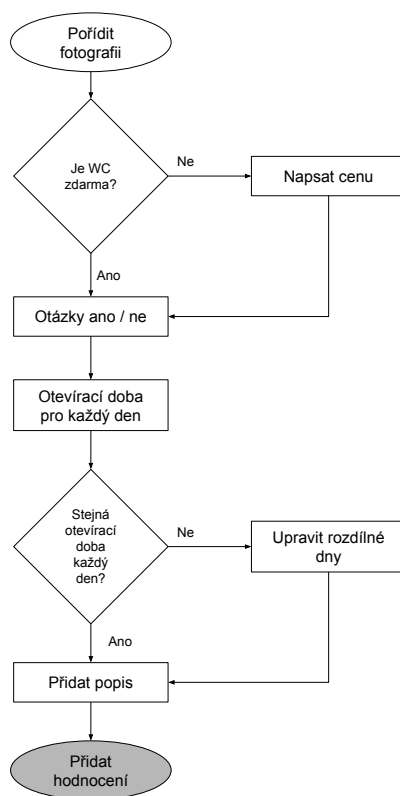 Pořídit
fotografii
Je WC
zdarma?
Ne
Napsat cenu
Ano
Otázky ano / ne
Otevírací doba
pro každý den
Stejná
otevírací
doba
každý
den?
Ne
Upravit rozdílné
dny
Ano
Přidat popis
Přidat
hodnocení